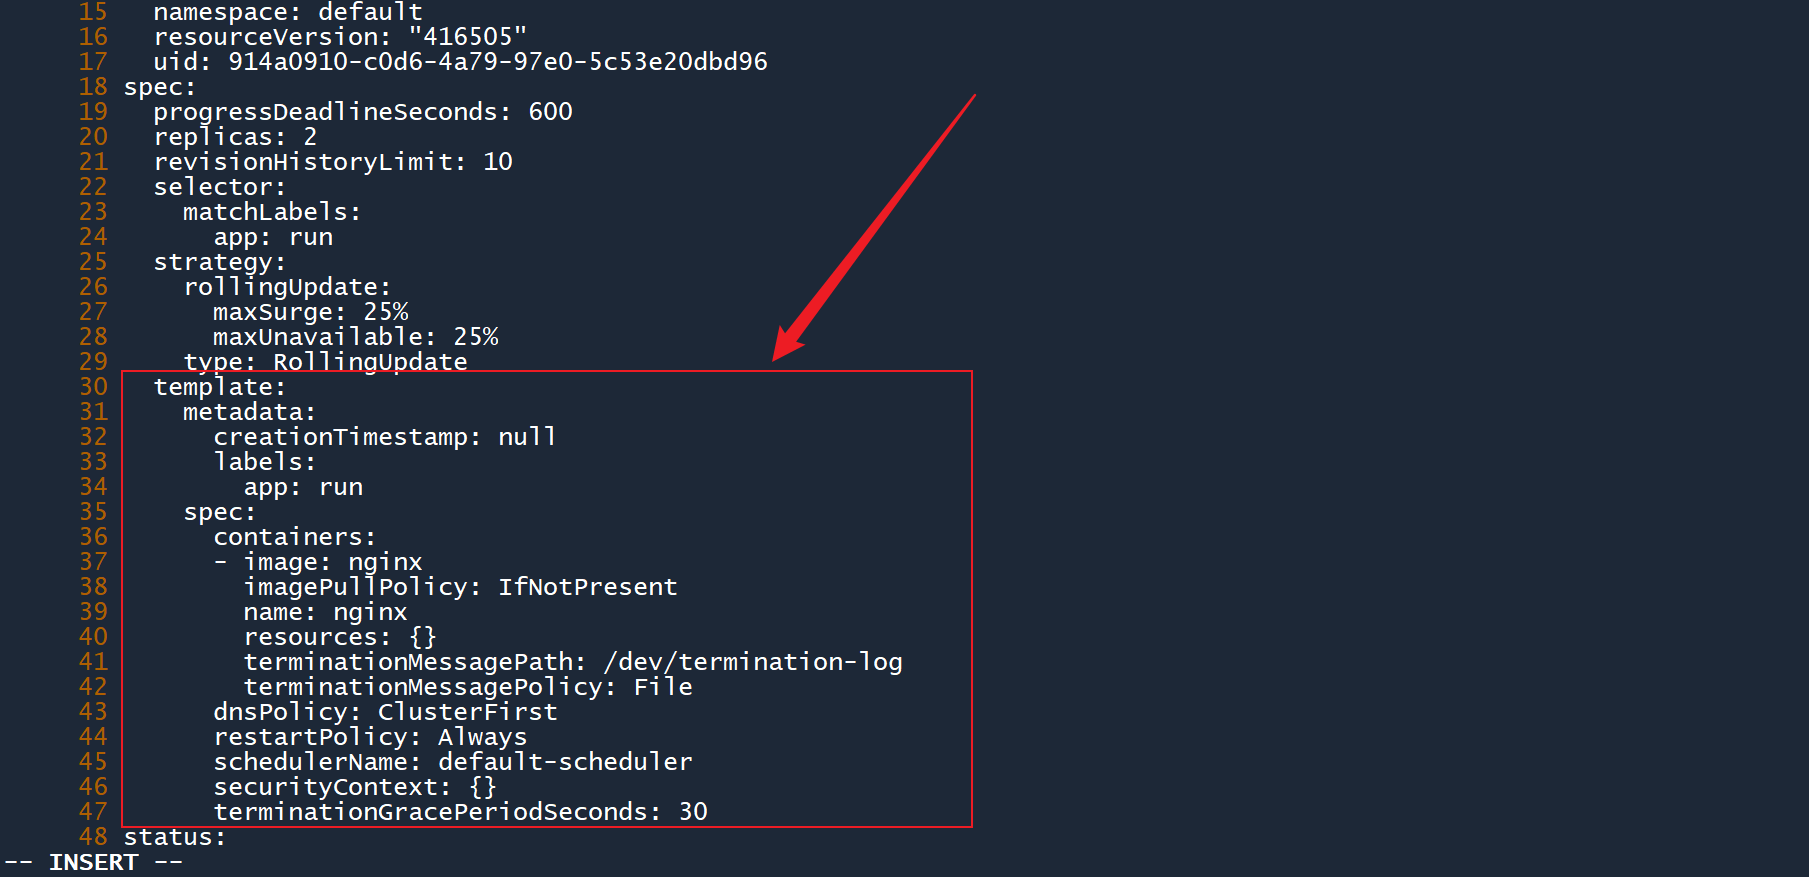 15   namespace: default
16   resourceVersion: "416505"
17   uid: 914a0910-c0d6-4a79-97e0-5c53e20dbd96
18 spec:
19   progressDeadlineSeconds: 600
20   replicas: 2
21   revisionHistoryLimit: 10
22   selector:
23     matchLabels:
24       app: run
25   strategy:
26     rollingUpdate:
27       maxSurge: 25%
28       maxUnavailable: 25%
29     type: RollingUpdate
30   template:
31     metadata:
32       creationTimestamp: null
33       labels:
34         app: run
35     spec:
36       containers:
37       - image: nginx
38         imagePullPolicy: IfNotPresent
39         name: nginx
40         resources: {}
41         terminationMessagePath: /dev/termination-log
42         terminationMessagePolicy: File
43       dnsPolicy: ClusterFirst
44       restartPolicy: Always
45       schedulerName: default-scheduler
46       securityContext: {}
47       terminationGracePeriodSeconds: 30
48 status:
-- INSERT --